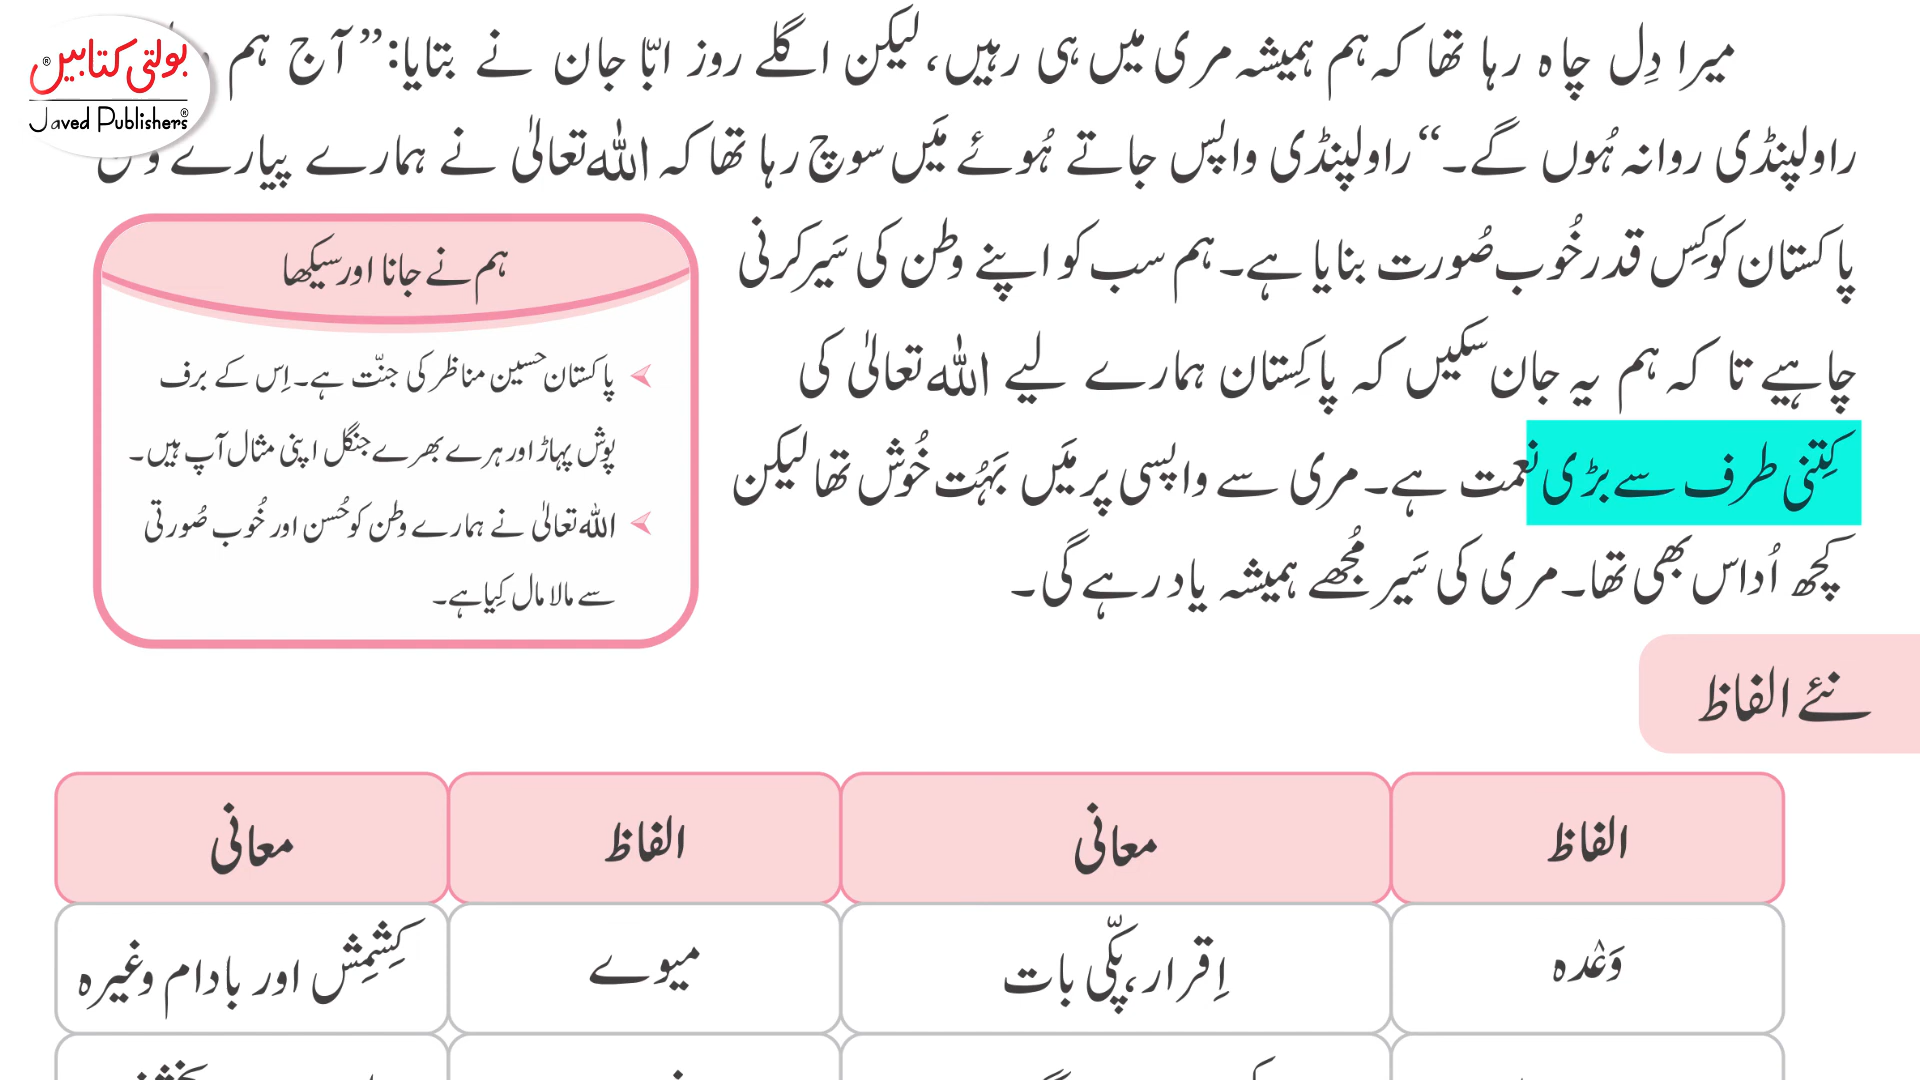 بولتی کتابیں®
Javed Publishers®
میرا دِل چاہ رہا تھا کہ ہم ہمیشہ مری میں ہی رہیں، لیکن اگلے روز ابّا جان نے بتایا: ”آج ہم
راولپنڈی روانہ ہُوں گے۔“ راولپنڈی واپس جاتے ہُوئے مَیں سوچ رہا تھا کہ اللہ تعالیٰ نے ہمارے پیارے
پاکستان کو کِس قدر خُوب صُورت بنایا ہے۔ ہم سب کو اپنے وطن کی سَیر کرنی
چاہیے تا کہ ہم یہ جان سکیں کہ پاکِستان ہمارے لیے اللہ تعالیٰ کی
کِتنی طرف سے بڑی نعمت ہے۔ مری سے واپسی پر مَیں بَہُت خُوش تھا لیکن
کچھ اُداس بھی تھا۔ مری کی سَیر مُجھے ہمیشہ یاد رہے گی۔
ہم نے جانا اور سیکھا
پاکستان حسین مناظر کی جنّت ہے۔ اِس کے برف
پوش پہاڑ اور ہرے بھرے جنگل اپنی مثال آپ ہیں۔
اللہ تعالیٰ نے ہمارے وطن کو حُسن اور خُوب صُورتی
سے مالا مال کِیا ہے۔
نئے الفاظ
الفاظ معانی الفاظ معانی
وَعْدہ اِقرار، پکّی بات میوے کِشمِش اور بادام وغیرہ